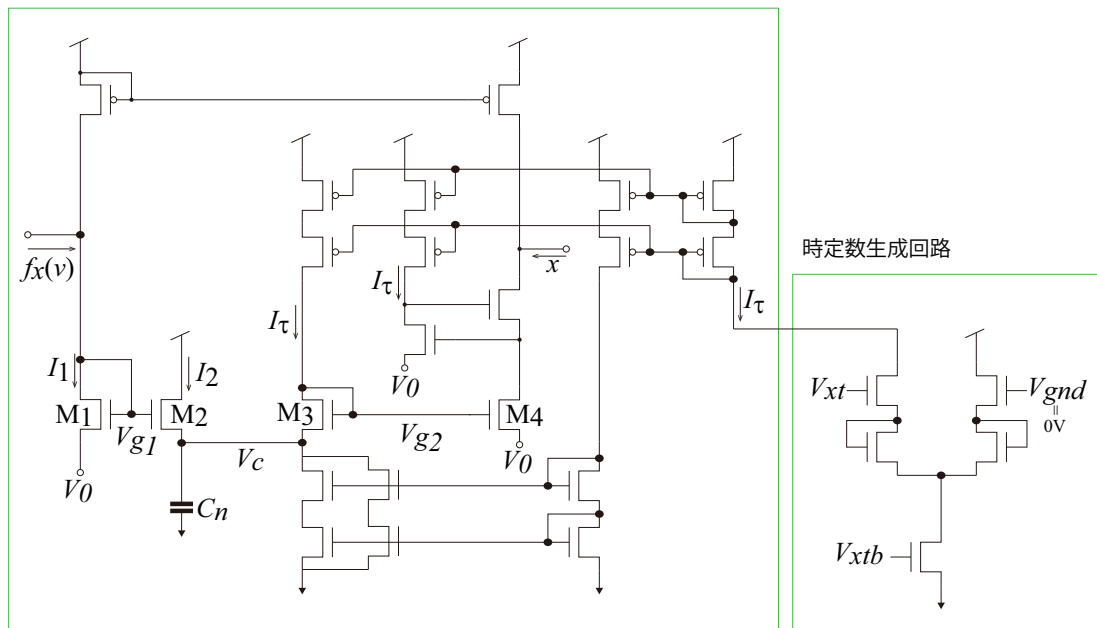 時定数生成回路
fx(v)
x
Iτ
Iτ
Iτ
I1
I2
M1
M2
M3
M4
Vg1
Vg2
V0
V0
V0
Vc
Cn
Vxt
Vgnd
=
0V
Vxtb